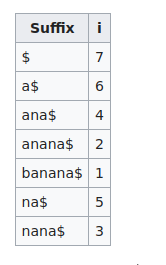 Suffix i
$ 7
a$ 6
ana$ 4
anana$ 2
banana$ 1
na$ 5
nana$ 3